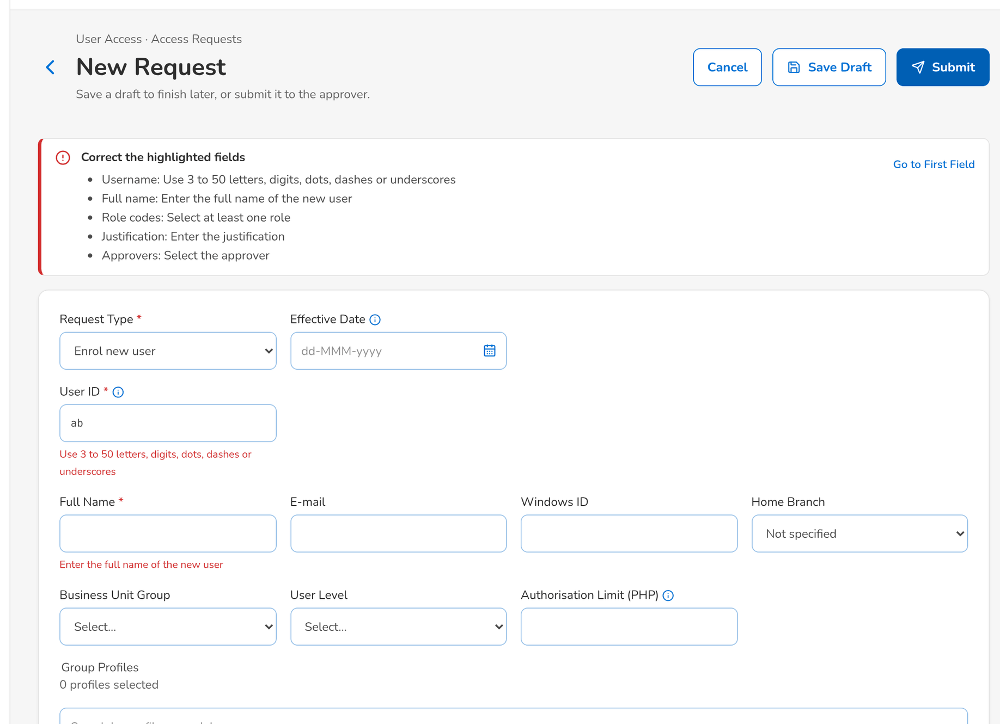 User Access · Access Requests
New Request
Save a draft to finish later, or submit it to the approver.
Cancel
Save Draft
Submit
Correct the highlighted fields
Go to First Field
• Username: Use 3 to 50 letters, digits, dots, dashes or underscores
• Full name: Enter the full name of the new user
• Role codes: Select at least one role
• Justification: Enter the justification
• Approvers: Select the approver
Request Type *
Effective Date
Enrol new user
dd-MMM-yyyy
User ID *
ab
Use 3 to 50 letters, digits, dots, dashes or
underscores
Full Name *
E-mail
Windows ID
Home Branch
Not specified
Enter the full name of the new user
Business Unit Group
User Level
Authorisation Limit (PHP)
Select...
Select...
Group Profiles
0 profiles selected